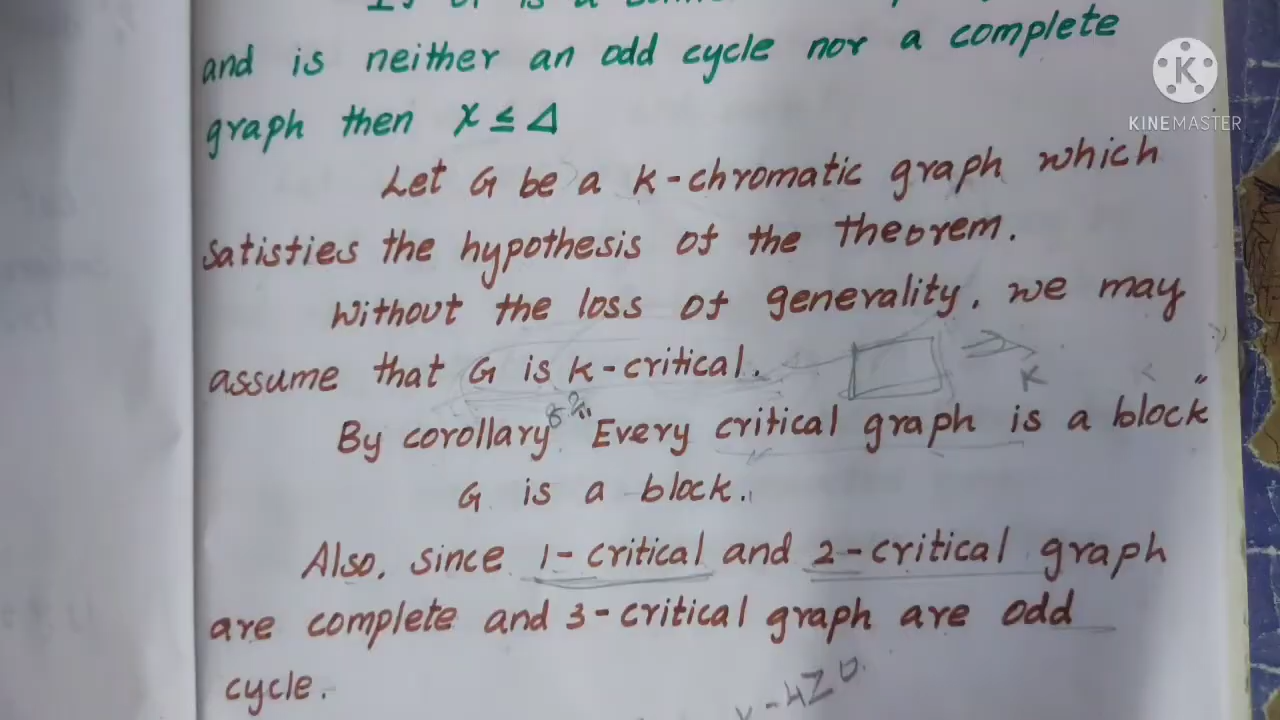 is a
and is neither an odd cycle nor a complete
graph then χ ≤ Δ
Let G be a k-chromatic graph which
satisfies the hypothesis of the theorem.
Without the loss of generality, we may
assume that G is k-critical.
K
By corollary 8.2 "Every critical graph is a block"
G is a block.
Also, since 1-critical and 2-critical graph
are complete and 3-critical graph are odd
cycle.
K
KINEMASTER